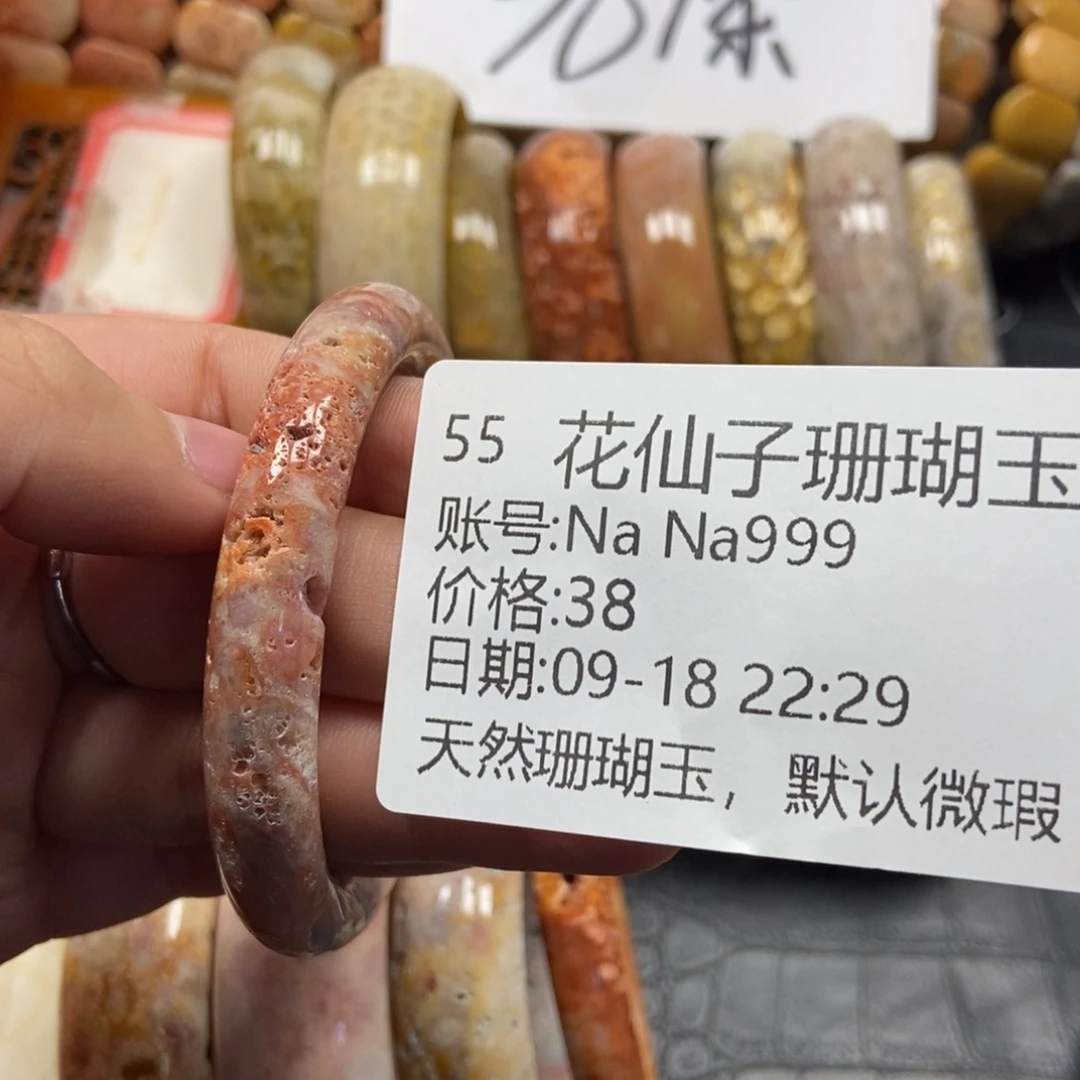 55 花仙子珊瑚玉
账号:Na Na999
价格:38
日期:09-18 22:29
天然珊瑚玉，默认微瑕